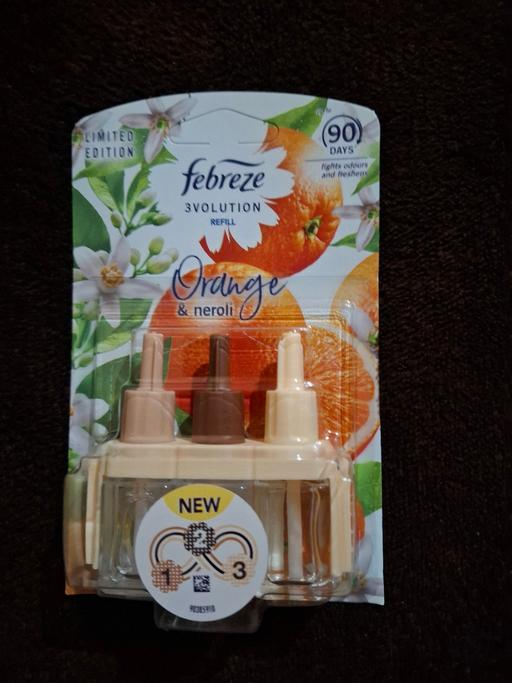 LIMITED
EDITION
90
DAYS
fights odours
and freshens
febreze
3VOLUTION
REFILL
Orange
& neroli
NEW
2
1 3